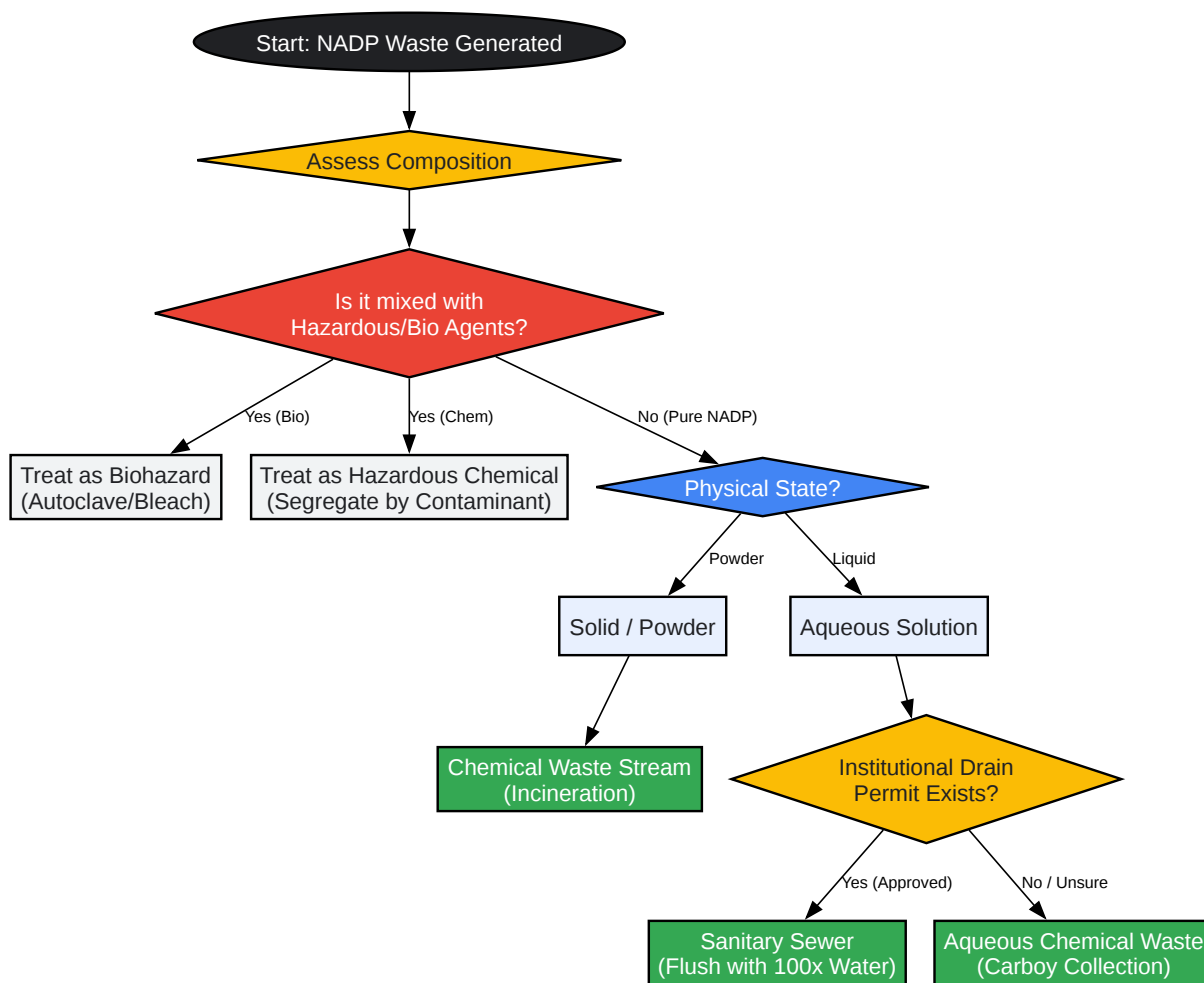 Start: NADP Waste Generated
Assess Composition
Is it mixed with
Hazardous/Bio Agents?
Yes (Bio)
Yes (Chem)
No (Pure NADP)
Treat as Biohazard
(Autoclave/Bleach)
Treat as Hazardous Chemical
(Segregate by Contaminant)
Physical State?
Powder
Liquid
Solid / Powder
Aqueous Solution
Chemical Waste Stream
(Incineration)
Institutional Drain
Permit Exists?
Yes (Approved)
No / Unsure
Sanitary Sewer
(Flush with 100x Water)
Aqueous Chemical Waste
(Carboy Collection)